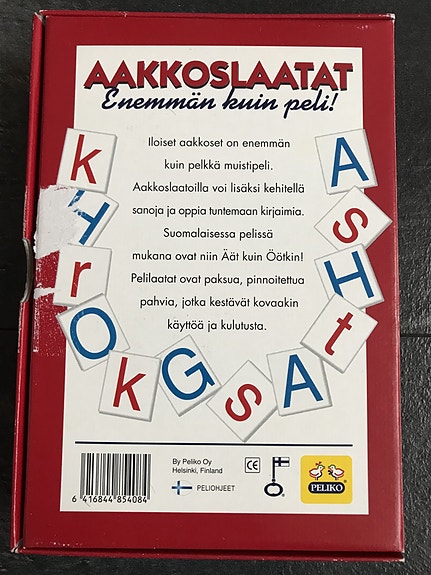 AAKKOSLAATAT
Enemmän kuin peli!
Iloiset aakkoset on enemmän
kuin pelkkä muistipeli.
Aakkoslaatoilla voi lisäksi kehitellä
sanoja ja oppia tuntemaan kirjaimia.
Suomalaisessa pelissä
mukana ovat niin Äät kuin Öötkin!
Pelilaatat ovat paksua, pinnoitettua
pahvia, jotka kestävät kovaakin
käyttöä ja kulutusta.
k
H
r
O
k
G
s
A
t
H
s
A
6 416844 854084
By Peliko Oy
Helsinki, Finland
PELIOHJEET
CE
PELIKO